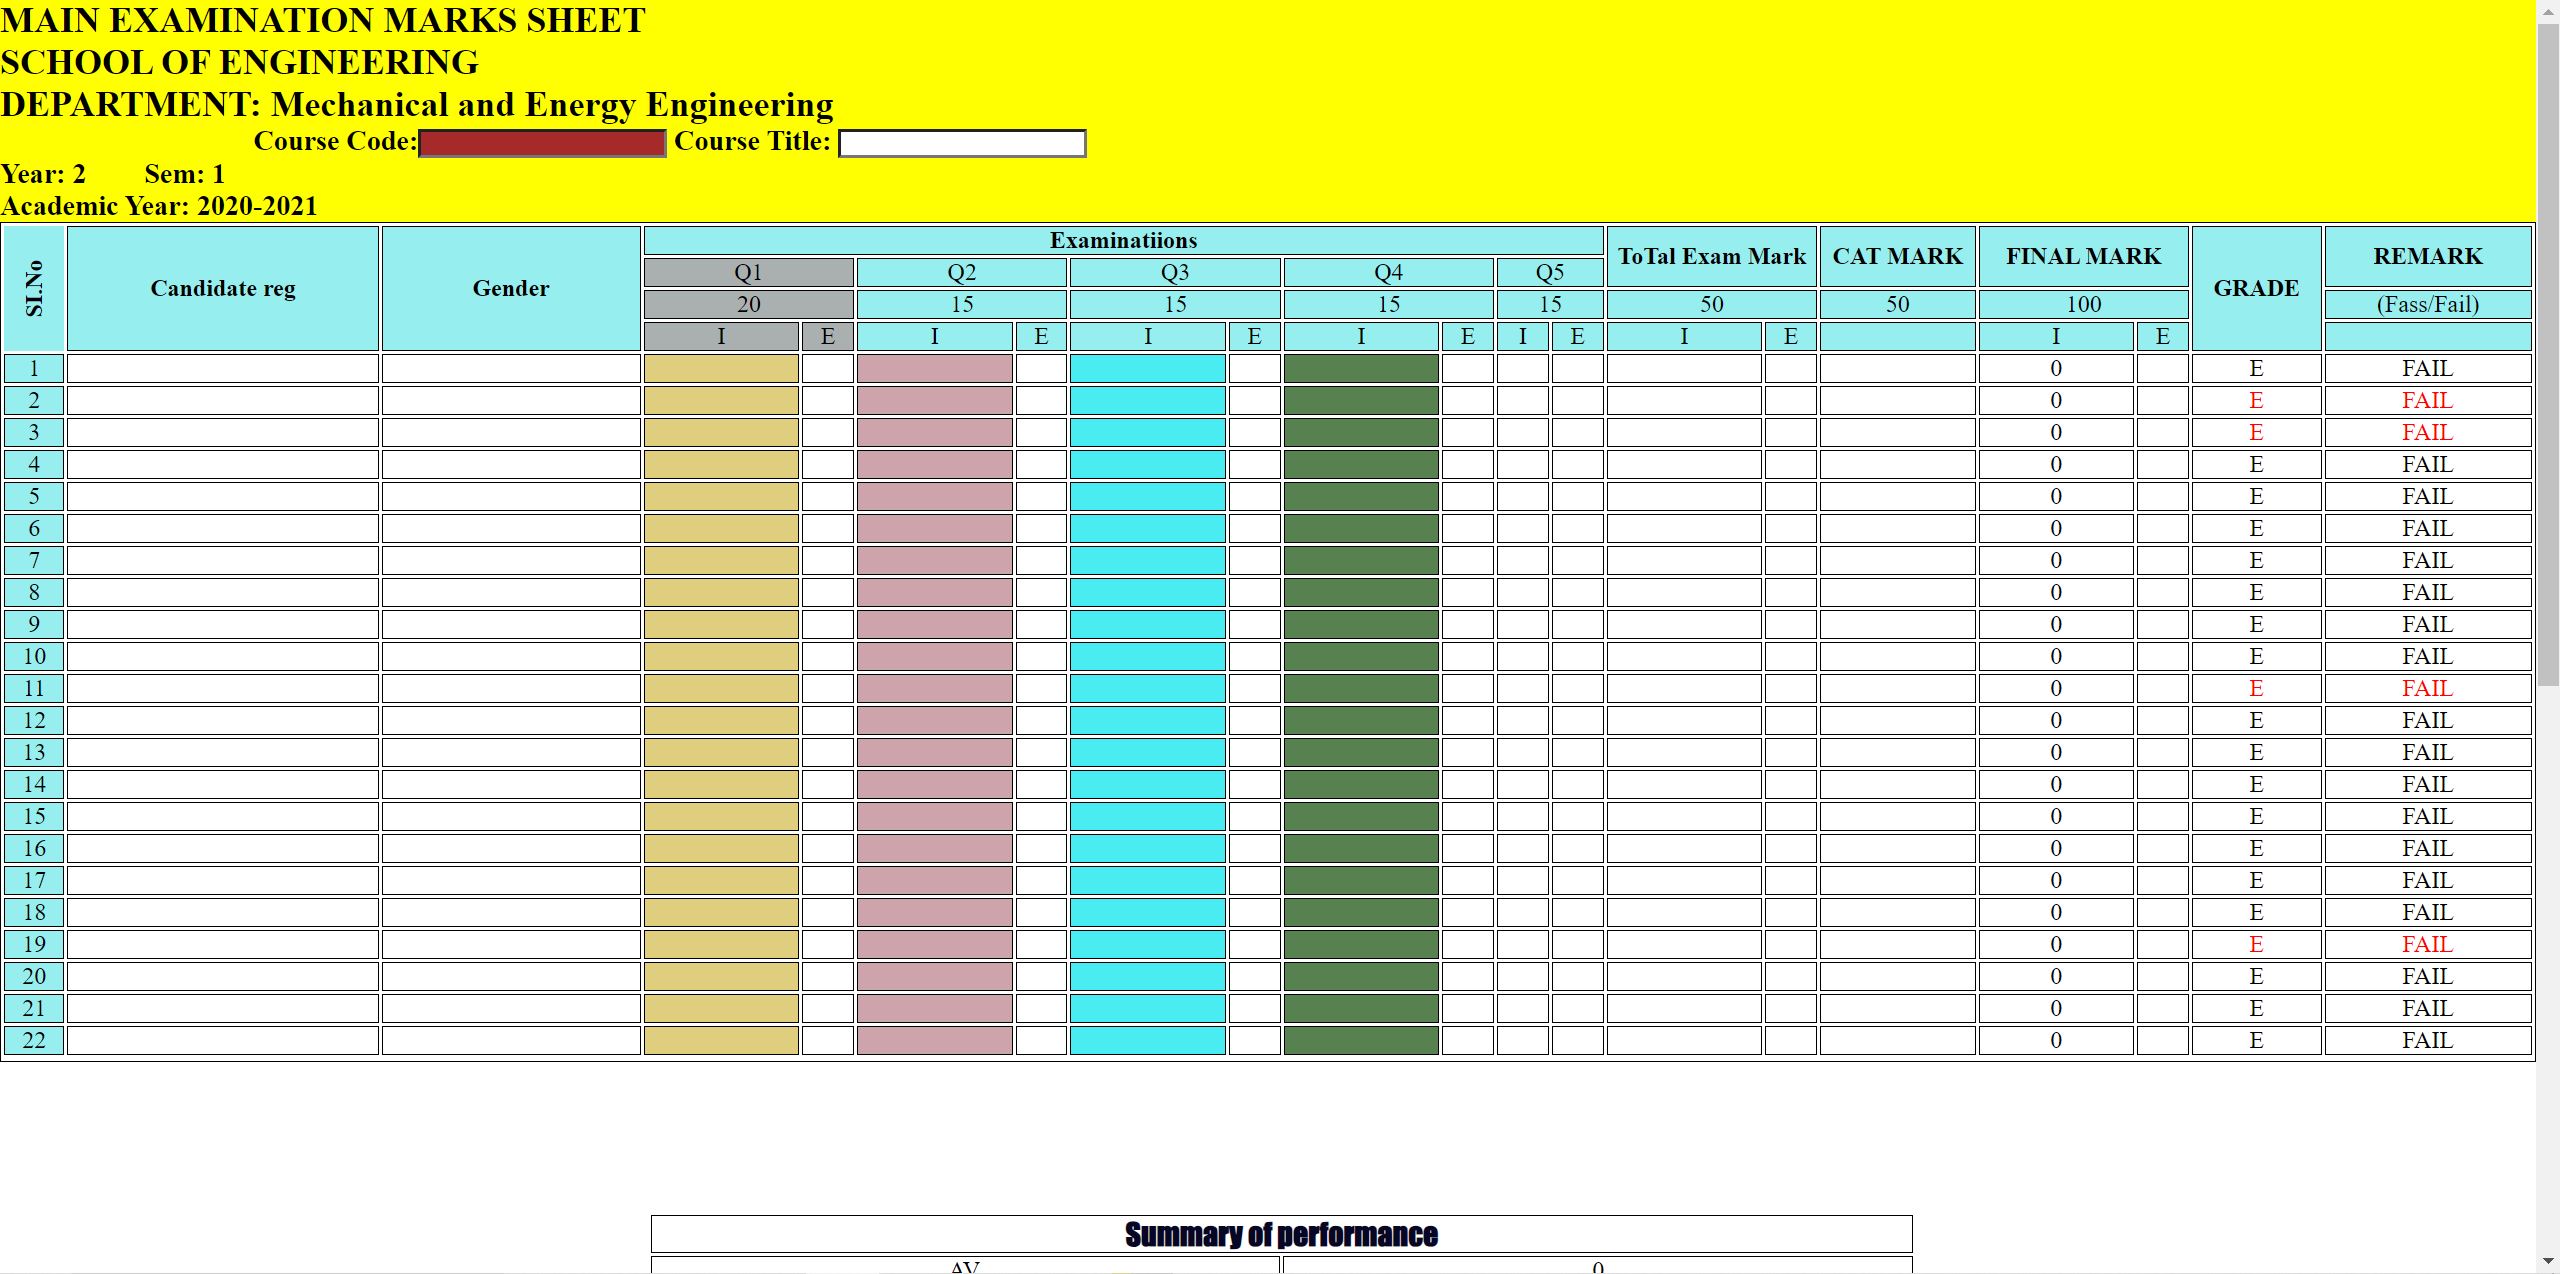 MAIN EXAMINATION MARKS SHEET
SCHOOL OF ENGINEERING
DEPARTMENT: Mechanical and Energy Engineering
Course Code: Course Title:
Year: 2 Sem: 1
Academic Year: 2020-2021
SI.No Candidate reg Gender Examinatiions ToTal Exam Mark CAT MARK FINAL MARK GRADE REMARK
Q1 Q2 Q3 Q4 Q5
20 15 15 15 15 50 50 100 (Fass/Fail)
I E I E I E I E I E I E I E
1 0 E FAIL
2 0 E FAIL
3 0 E FAIL
4 0 E FAIL
5 0 E FAIL
6 0 E FAIL
7 0 E FAIL
8 0 E FAIL
9 0 E FAIL
10 0 E FAIL
11 0 E FAIL
12 0 E FAIL
13 0 E FAIL
14 0 E FAIL
15 0 E FAIL
16 0 E FAIL
17 0 E FAIL
18 0 E FAIL
19 0 E FAIL
20 0 E FAIL
21 0 E FAIL
22 0 E FAIL
Summary of performance
AV 0